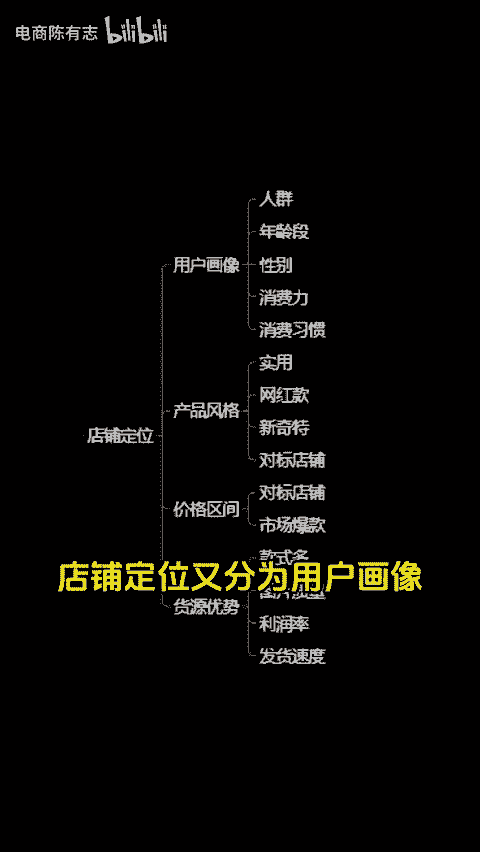 电商陈有志 bilibili
人群
年龄段
用户画像
性别
消费力
消费习惯
实用
网红款
产品风格
新奇特
店铺定位
对标店铺
对标店铺
价格区间
市场爆款
款式多
店铺定位又分为用户画像
货源优势
利润率
发货速度